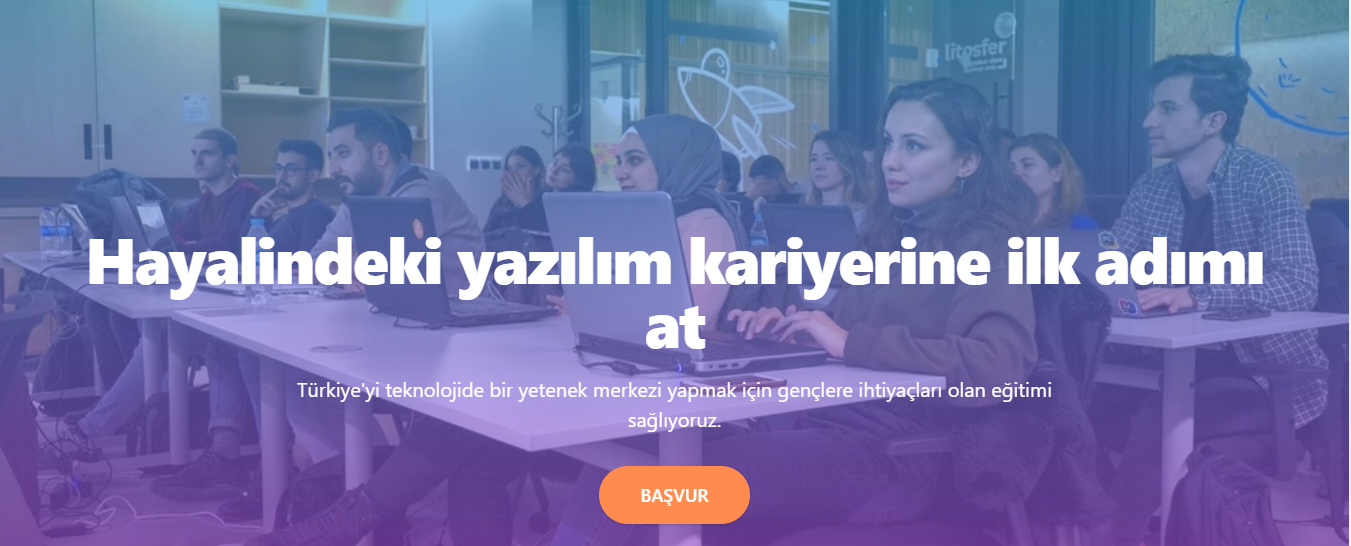 litosfer
Hayalindeki yazılım kariyerine ilk adımı
at
Türkiye'yi teknolojide bir yetenek merkezi yapmak için gençlere ihtiyaçları olan eğitimi
sağlıyoruz.
BAŞVUR